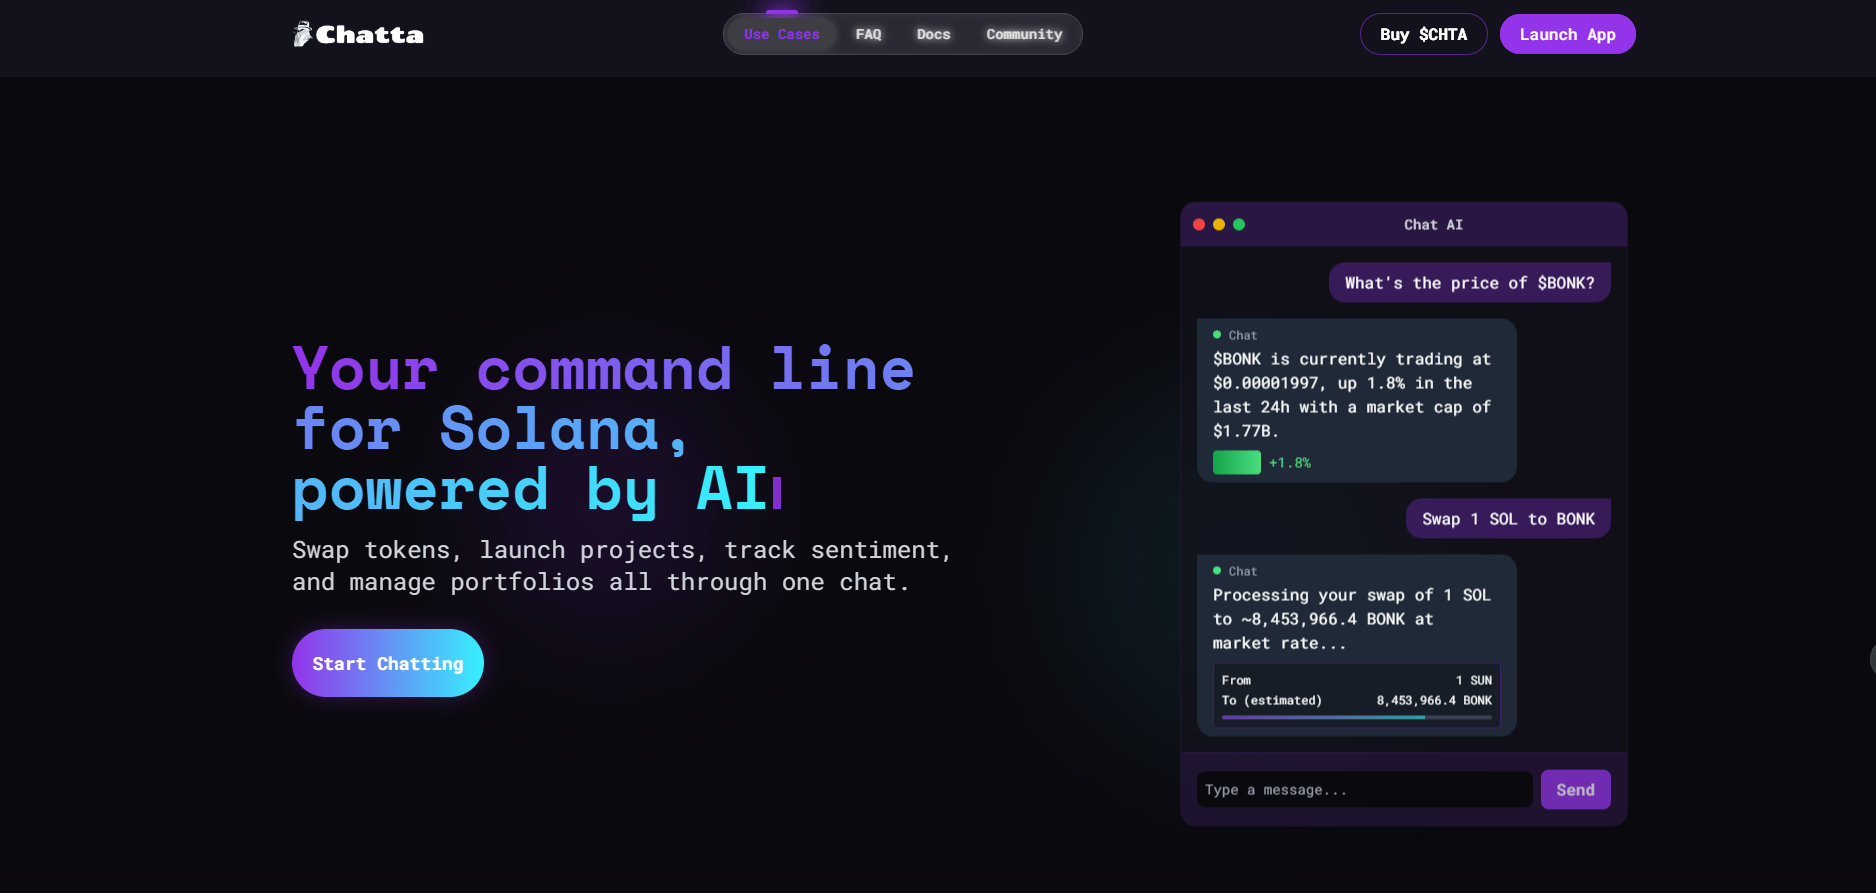 Chatta
Use Cases
FAQ
Docs
Community
Buy $CHTA
Launch App
Your command line
for Solana,
powered by AI
Swap tokens, launch projects, track sentiment,
and manage portfolios all through one chat.
Start Chatting
Chat AI
What's the price of $BONK?
Chat
$BONK is currently trading at
$0.00001997, up 1.8% in the
last 24h with a market cap of
$1.77B.
+1.8%
Swap 1 SOL to BONK
Chat
Processing your swap of 1 SOL
to ~8,453,966.4 BONK at
market rate...
From 1 SUN
To (estimated) 8,453,966.4 BONK
Type a message...
Send